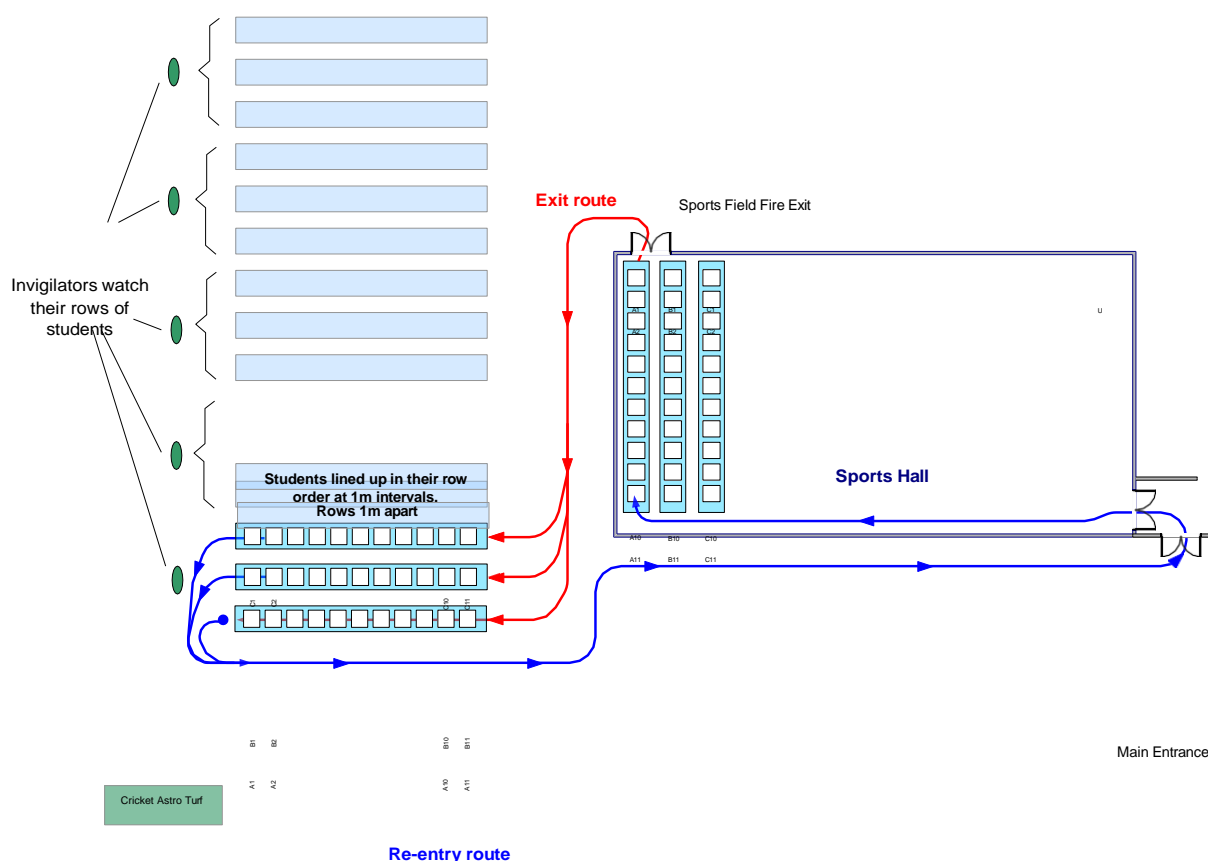 Exit route
Sports Field Fire Exit
Invigilators watch
their rows of
students
A1
B1
C1
A2
B2
C2
U
Students lined up in their row
order at 1m intervals.
Rows 1m apart
Sports Hall
A10
B10
C10
A11
B11
C11
C1
C2
C10
C11
B1
B2
B10
B11
Main Entrance
A1
A2
A10
A11
Cricket Astro Turf
Re-entry route